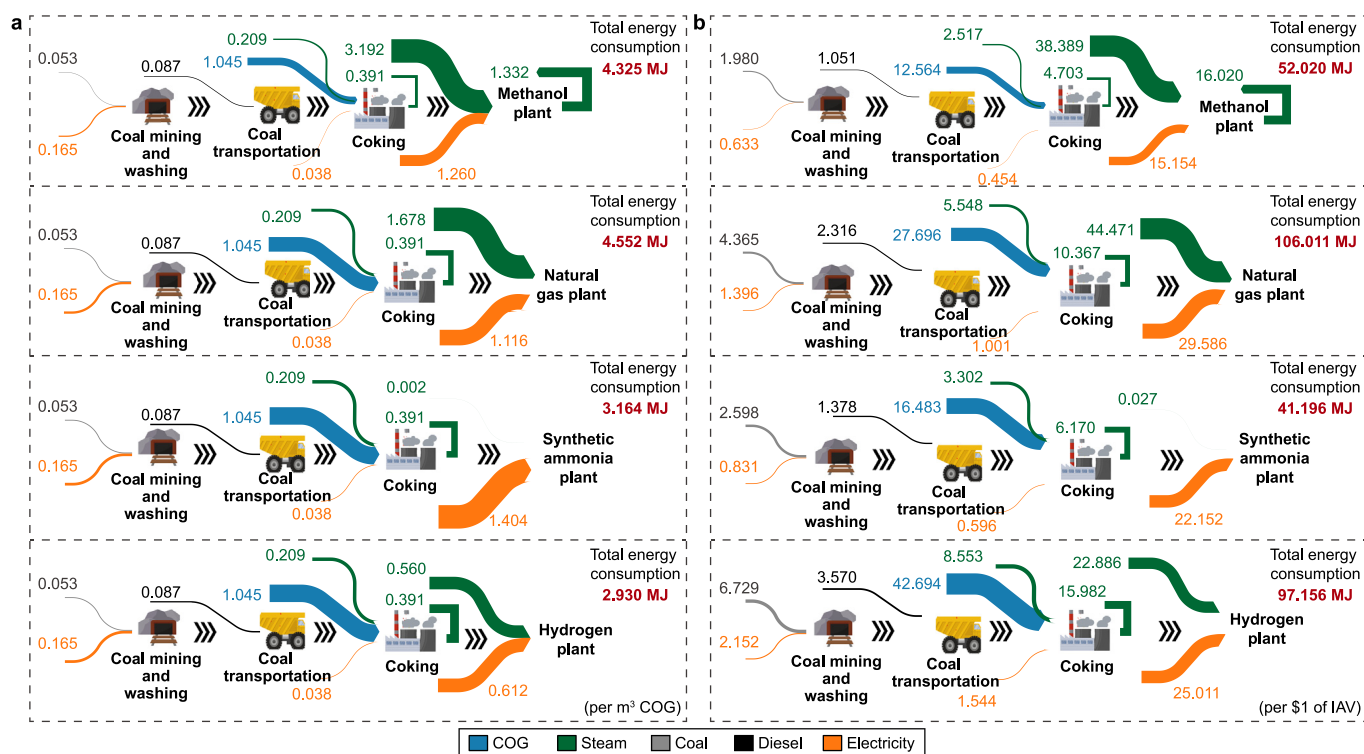 a
0.053
0.165
0.087
0.209
1.045
0.038
3.192
0.391
1.260
1.332
Coal mining
and
washing
Coal
transportation
Coking
Methanol
plant
Total energy
consumption
4.325 MJ
0.053
0.165
0.087
0.209
1.045
0.038
1.678
0.391
1.116
Coal mining
and
washing
Coal
transportation
Coking
Natural
gas plant
Total energy
consumption
4.552 MJ
0.053
0.165
0.087
0.209
1.045
0.038
0.002
0.391
1.404
Coal mining
and
washing
Coal
transportation
Coking
Synthetic
ammonia
plant
Total energy
consumption
3.164 MJ
0.053
0.165
0.087
0.209
1.045
0.038
0.560
0.391
0.612
Coal mining
and
washing
Coal
transportation
Coking
Hydrogen
plant
Total energy
consumption
2.930 MJ
(per m³ COG)
b
1.980
0.633
1.051
2.517
12.564
0.454
38.389
4.703
15.154
16.020
Coal mining
and
washing
Coal
transportation
Coking
Methanol
plant
Total energy
consumption
52.020 MJ
4.365
1.396
2.316
5.548
27.696
1.001
44.471
10.367
29.586
Coal mining
and
washing
Coal
transportation
Coking
Natural
gas plant
Total energy
consumption
106.011 MJ
2.598
0.831
1.378
3.302
16.483
0.596
0.027
6.170
22.152
Coal mining
and
washing
Coal
transportation
Coking
Synthetic
ammonia
plant
Total energy
consumption
41.196 MJ
6.729
2.152
3.570
8.553
42.694
1.544
22.886
15.982
25.011
Coal mining
and
washing
Coal
transportation
Coking
Hydrogen
plant
Total energy
consumption
97.156 MJ
(per $1 of IAV)
COG Steam Coal Diesel Electricity